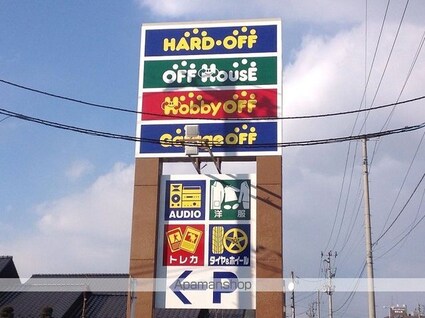 HARD・OFF
OFF HOUSE
Hobby OFF
Garage OFF
AUDIO
洋服
トレカ
タイヤ&ホイール
< P
Apamanshop